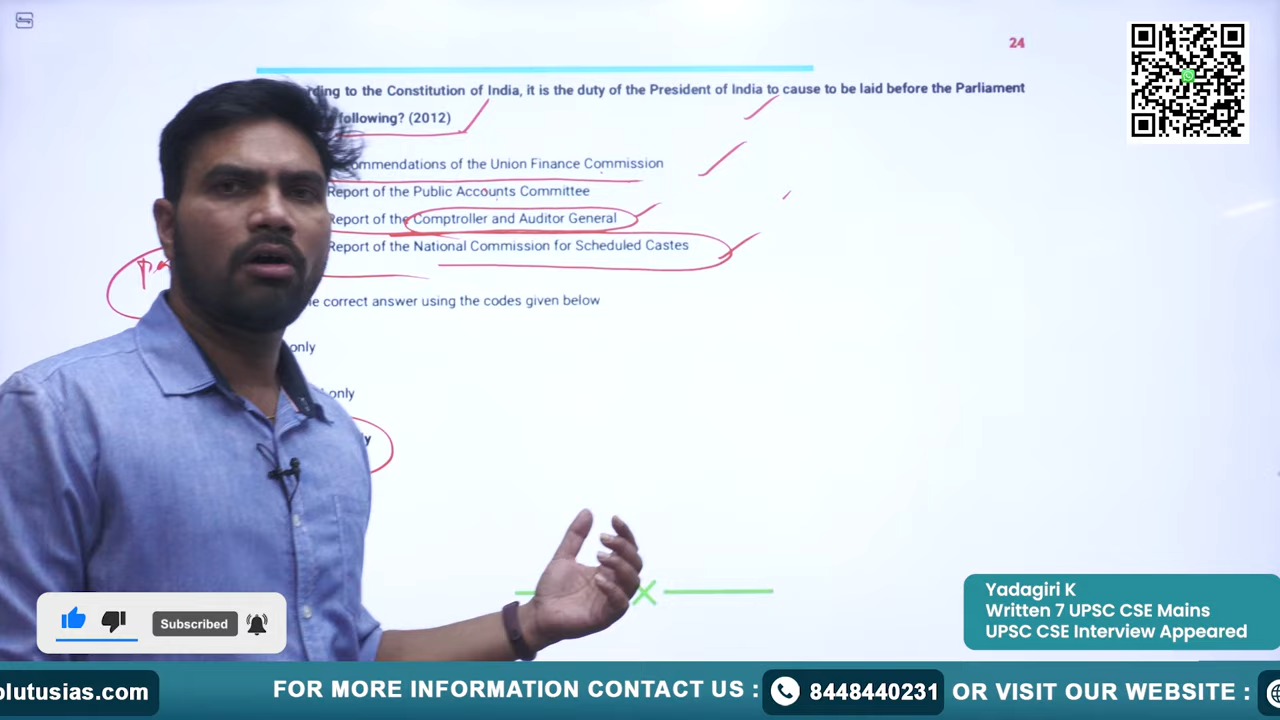 24
to the Constitution of India, it is the duty of the President of India to cause to be laid before the Parliament
following? (2012)
of the Union Finance Commission
Report of the Public Accounts Committee
Report of the Comptroller and Auditor General
Report of the National Commission for Scheduled Castes
correct answer using the codes given below
only
only
Yadagiri K
Written 7 UPSC CSE Mains
UPSC CSE Interview Appeared
Subscribed
FOR MORE INFORMATION CONTACT US : 8448440231 OR VISIT OUR WEBSITE :